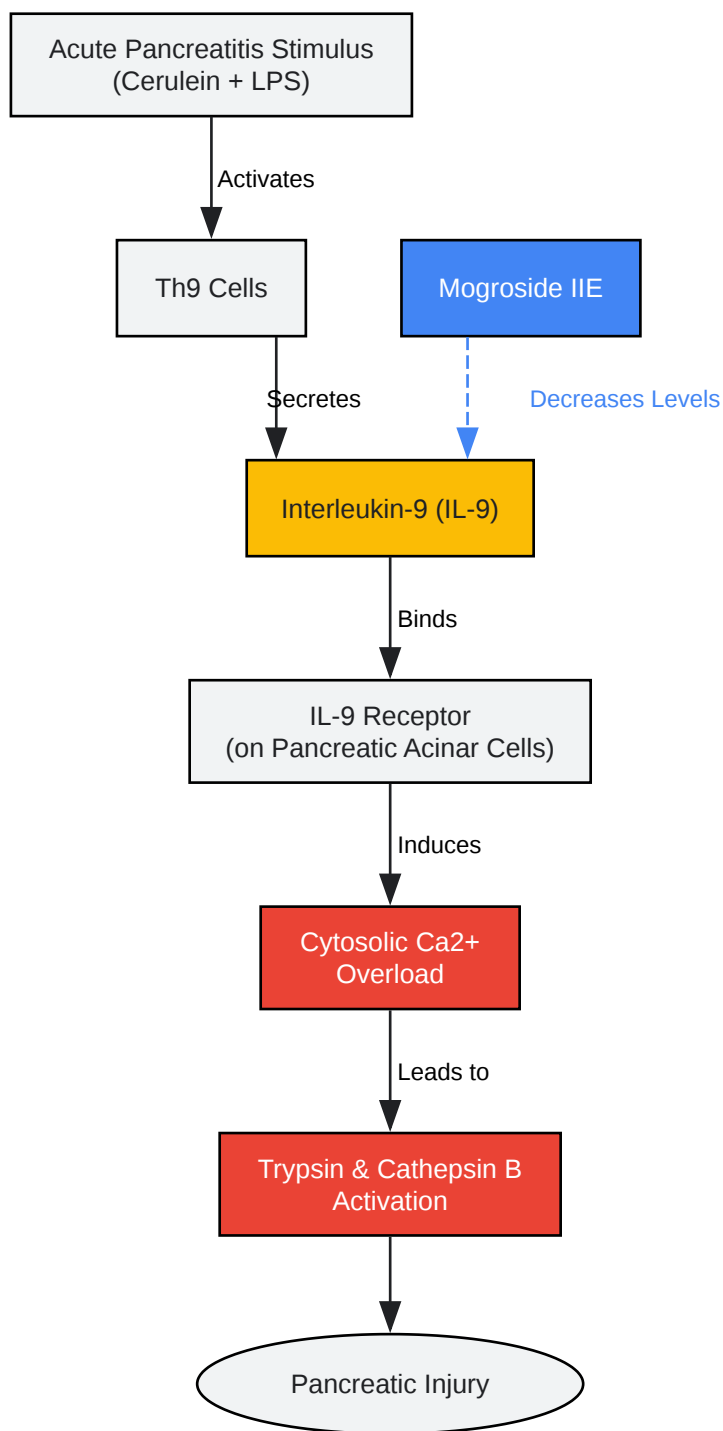 Acute Pancreatitis Stimulus
(Cerulein + LPS)
Activates
Th9 Cells
Mogroside IIE
Secretes
Decreases Levels
Interleukin-9 (IL-9)
Binds
IL-9 Receptor
(on Pancreatic Acinar Cells)
Induces
Cytosolic Ca2+
Overload
Leads to
Trypsin & Cathepsin B
Activation
Pancreatic Injury